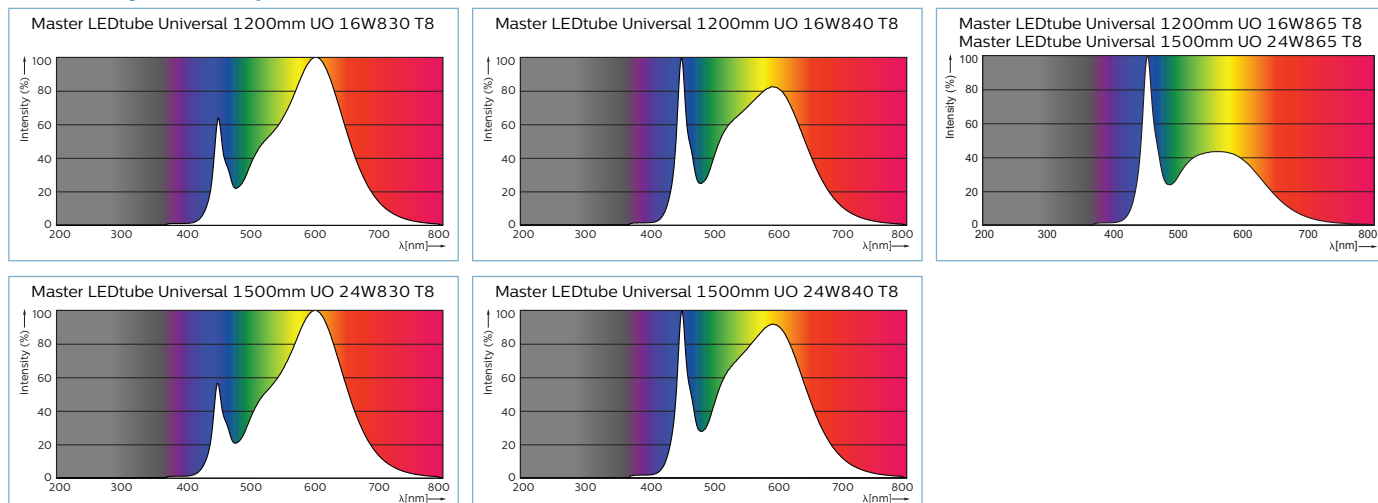 Master LEDtube Universal 1200mm UO 16W830 T8
Intensity (%)
100
80
60
40
20
0
200 300 400 500 600 700 800
λ[nm]
Master LEDtube Universal 1200mm UO 16W840 T8
Intensity (%)
100
80
60
40
20
0
200 300 400 500 600 700 800
λ[nm]
Master LEDtube Universal 1200mm UO 16W865 T8
Master LEDtube Universal 1500mm UO 24W865 T8
Intensity (%)
100
80
60
40
20
0
200 300 400 500 600 700 800
λ[nm]
Master LEDtube Universal 1500mm UO 24W830 T8
Intensity (%)
100
80
60
40
20
0
200 300 400 500 600 700 800
λ[nm]
Master LEDtube Universal 1500mm UO 24W840 T8
Intensity (%)
100
80
60
40
20
0
200 300 400 500 600 700 800
λ[nm]